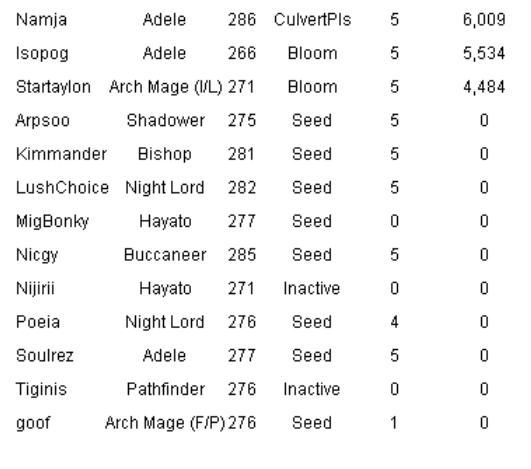 Namja Adele 286 CulvertPls 5 6,009
Isopog Adele 266 Bloom 5 5,534
Startaylon Arch Mage (I/L) 271 Bloom 5 4,484
Arpsoo Shadower 275 Seed 5 0
Kimmander Bishop 281 Seed 5 0
LushChoice Night Lord 282 Seed 5 0
MigBonky Hayato 277 Seed 0 0
Nicgy Buccaneer 285 Seed 5 0
Nijirii Hayato 271 Inactive 0 0
Poeia Night Lord 276 Seed 4 0
Soulrez Adele 277 Seed 5 0
Tiginis Pathfinder 276 Inactive 0 0
goof Arch Mage (F/P) 276 Seed 1 0